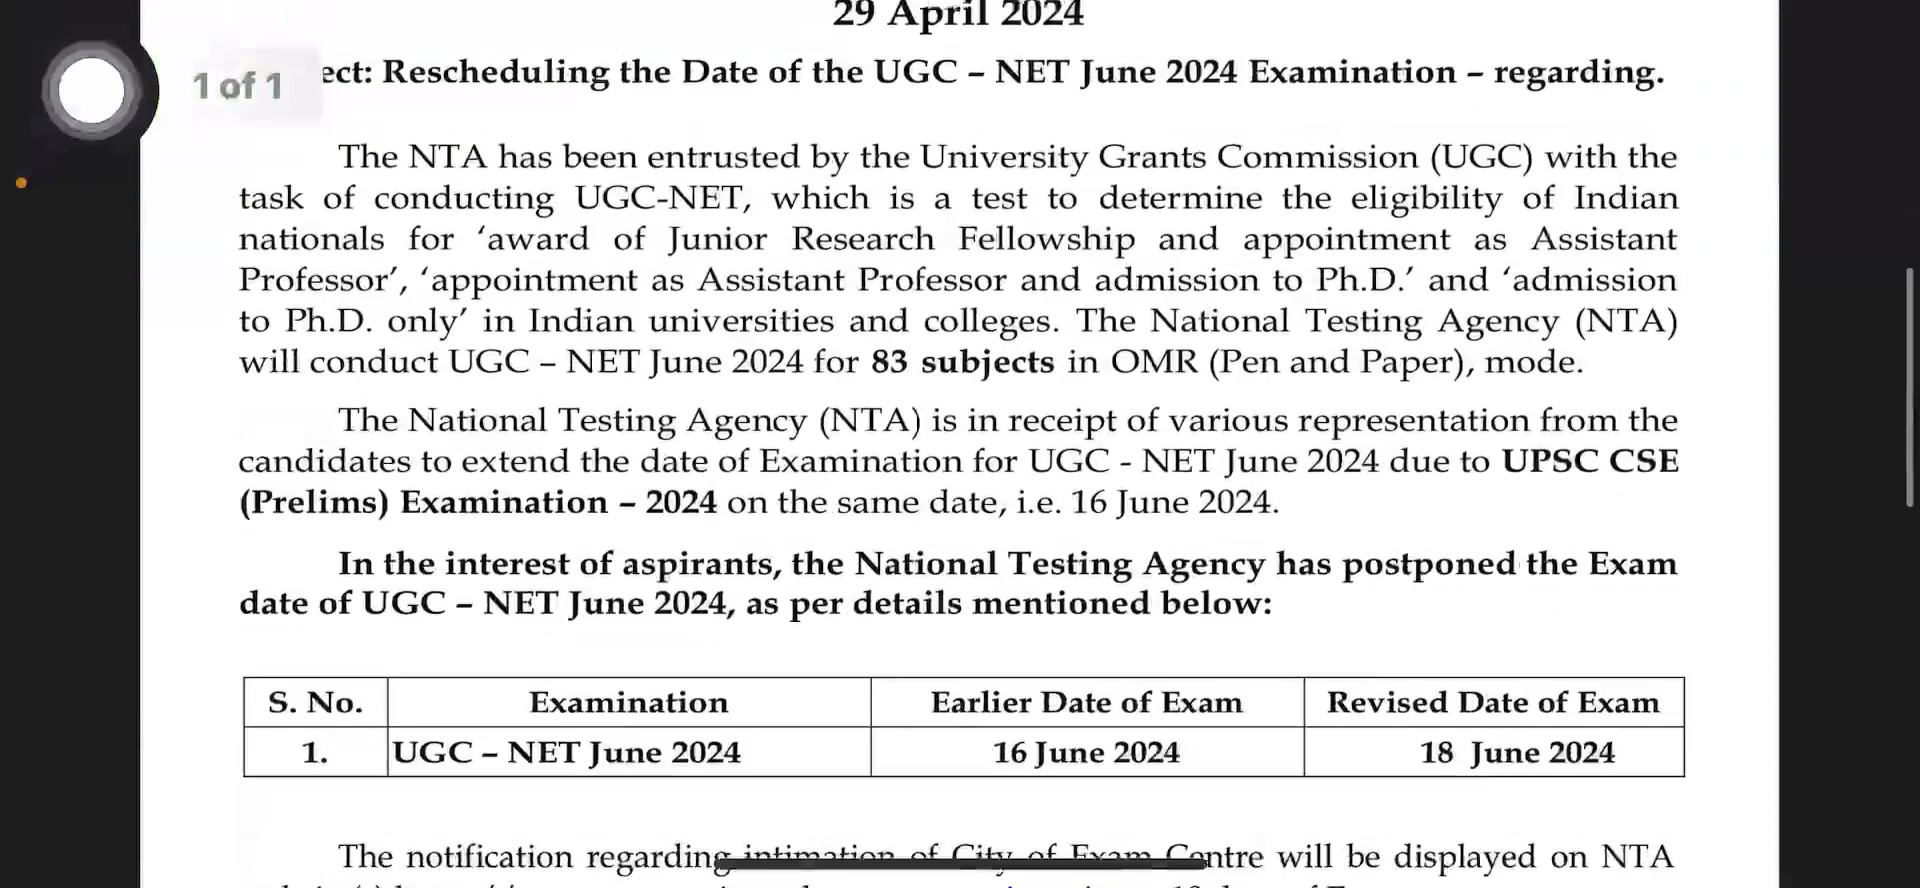 29 April 2024
1 of 1
ect: Rescheduling the Date of the UGC – NET June 2024 Examination – regarding.
The NTA has been entrusted by the University Grants Commission (UGC) with the
task of conducting UGC-NET, which is a test to determine the eligibility of Indian
nationals for ‘award of Junior Research Fellowship and appointment as Assistant
Professor’, ‘appointment as Assistant Professor and admission to Ph.D.’ and ‘admission
to Ph.D. only’ in Indian universities and colleges. The National Testing Agency (NTA)
will conduct UGC – NET June 2024 for 83 subjects in OMR (Pen and Paper), mode.
The National Testing Agency (NTA) is in receipt of various representation from the
candidates to extend the date of Examination for UGC - NET June 2024 due to UPSC CSE
(Prelims) Examination – 2024 on the same date, i.e. 16 June 2024.
In the interest of aspirants, the National Testing Agency has postponed the Exam
date of UGC – NET June 2024, as per details mentioned below:
S. No. Examination Earlier Date of Exam Revised Date of Exam
1. UGC – NET June 2024 16 June 2024 18 June 2024
The notification regarding intimation of City of Exam Centre will be displayed on NTA